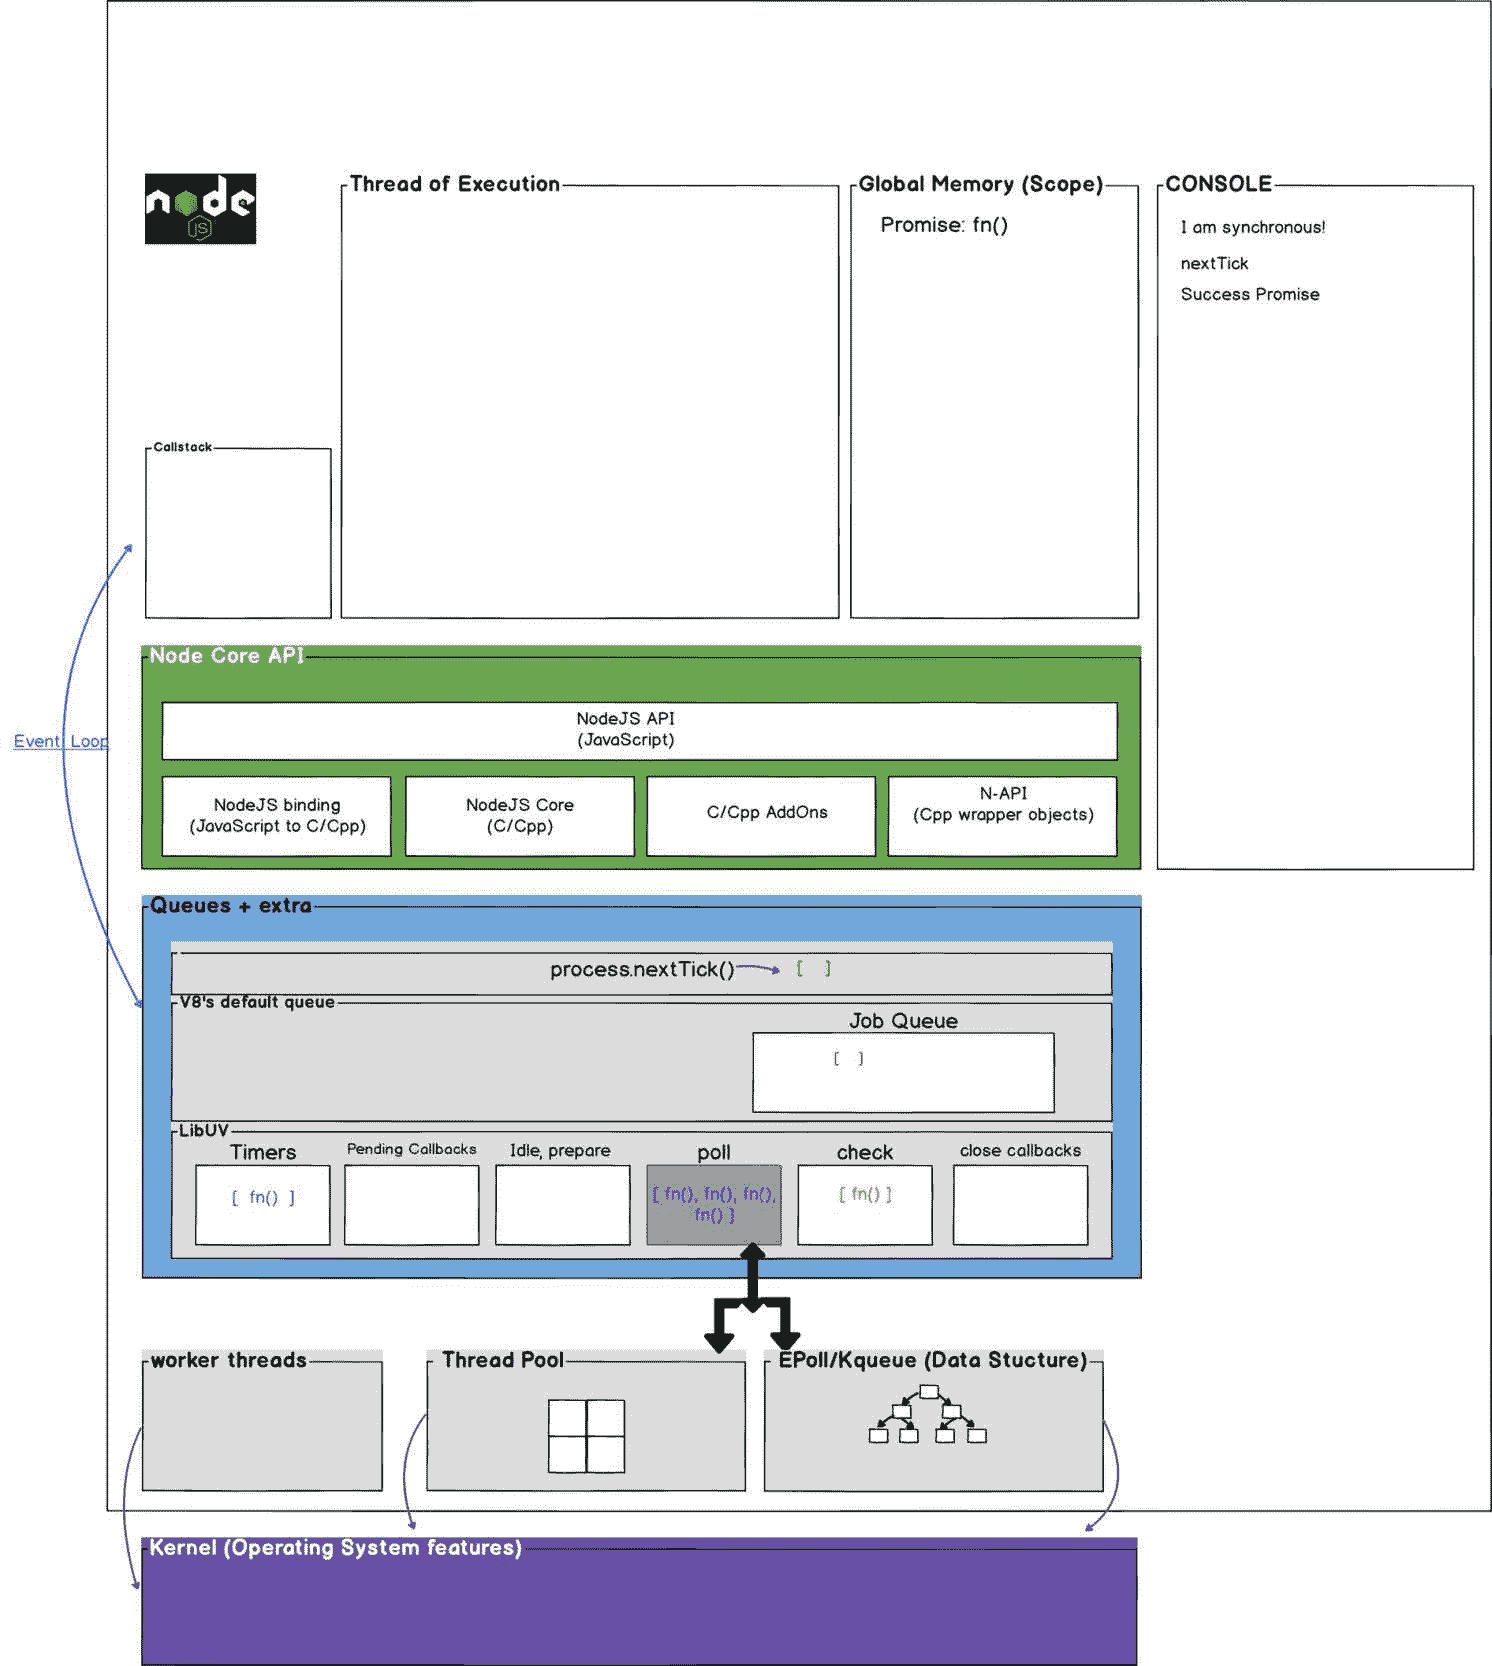 node
JS
Thread of Execution
Global Memory (Scope)
Promise: fn()
CONSOLE
I am synchronous!
nextTick
Success Promise
Callstack
Event Loop
Node Core API
NodeJS API
(JavaScript)
NodeJS binding
(JavaScript to C/Cpp)
NodeJS Core
(C/Cpp)
C/Cpp AddOns
N-API
(Cpp wrapper objects)
Queues + extra
process.nextTick() [ ]
V8's default queue
Job Queue
[ ]
LibUV
Timers
[ fn() ]
Pending Callbacks
Idle, prepare
poll
[ fn(), fn(), fn(),
fn() ]
check
[ fn() ]
close callbacks
worker threads
Thread Pool
EPoll/Kqueue (Data Stucture)
Kernel (Operating System features)